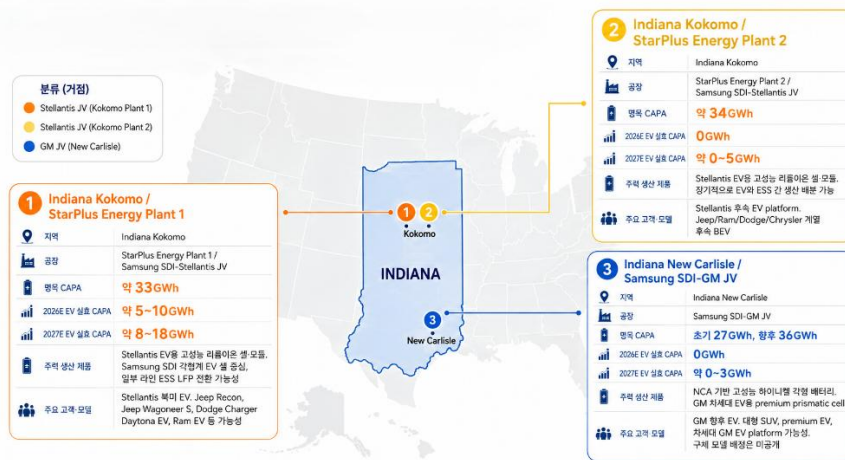 분류 (거점)
Stellantis JV (Kokomo Plant 1)
Stellantis JV (Kokomo Plant 2)
GM JV (New Carlisle)
1 Indiana Kokomo /
StarPlus Energy Plant 1
지역 Indiana Kokomo
공장 StarPlus Energy Plant 1 /
Samsung SDI-Stellantis JV
명목 CAPA 약 33GWh
2026E EV 실효 CAPA 약 5~10GWh
2027E EV 실효 CAPA 약 8~18GWh
주력 생산 제품 Stellantis EV용 고성능 리튬이온 셀·모듈.
Samsung SDI 각형계 EV 셀 중심,
일부 라인 ESS LFP 전환 가능성
주요 고객·모델 Stellantis 북미 EV. Jeep Recon,
Jeep Wagoneer S, Dodge Charger
Daytona EV, Ram EV 등 가능성
1 2
Kokomo
INDIANA
3
New Carlisle
2 Indiana Kokomo /
StarPlus Energy Plant 2
지역 Indiana Kokomo
공장 StarPlus Energy Plant 2 /
Samsung SDI-Stellantis JV
명목 CAPA 약 34GWh
2026E EV 실효 CAPA 0GWh
2027E EV 실효 CAPA 약 0~5GWh
주력 생산 제품 Stellantis EV용 고성능 리튬이온 셀·모듈.
장기적으로 EV와 ESS 간 생산 배분 가능
주요 고객·모델 Stellantis 후속 EV platform.
Jeep/Ram/Dodge/Chrysler 계열
후속 BEV
3 Indiana New Carlisle /
Samsung SDI-GM JV
지역 Indiana New Carlisle
공장 Samsung SDI-GM JV
명목 CAPA 초기 27GWh, 향후 36GWh
2026E EV 실효 CAPA 0GWh
2027E EV 실효 CAPA 약 0~3GWh
주력 생산 제품 NCA 기반 고성능 하이니켈 각형 배터리.
GM 차세대 EV용 premium prismatic cell
주요 고객·모델 GM 향후 EV. 대형 SUV, premium EV,
차세대 GM EV platform 가능성.
구체 모델 배정은 미공개